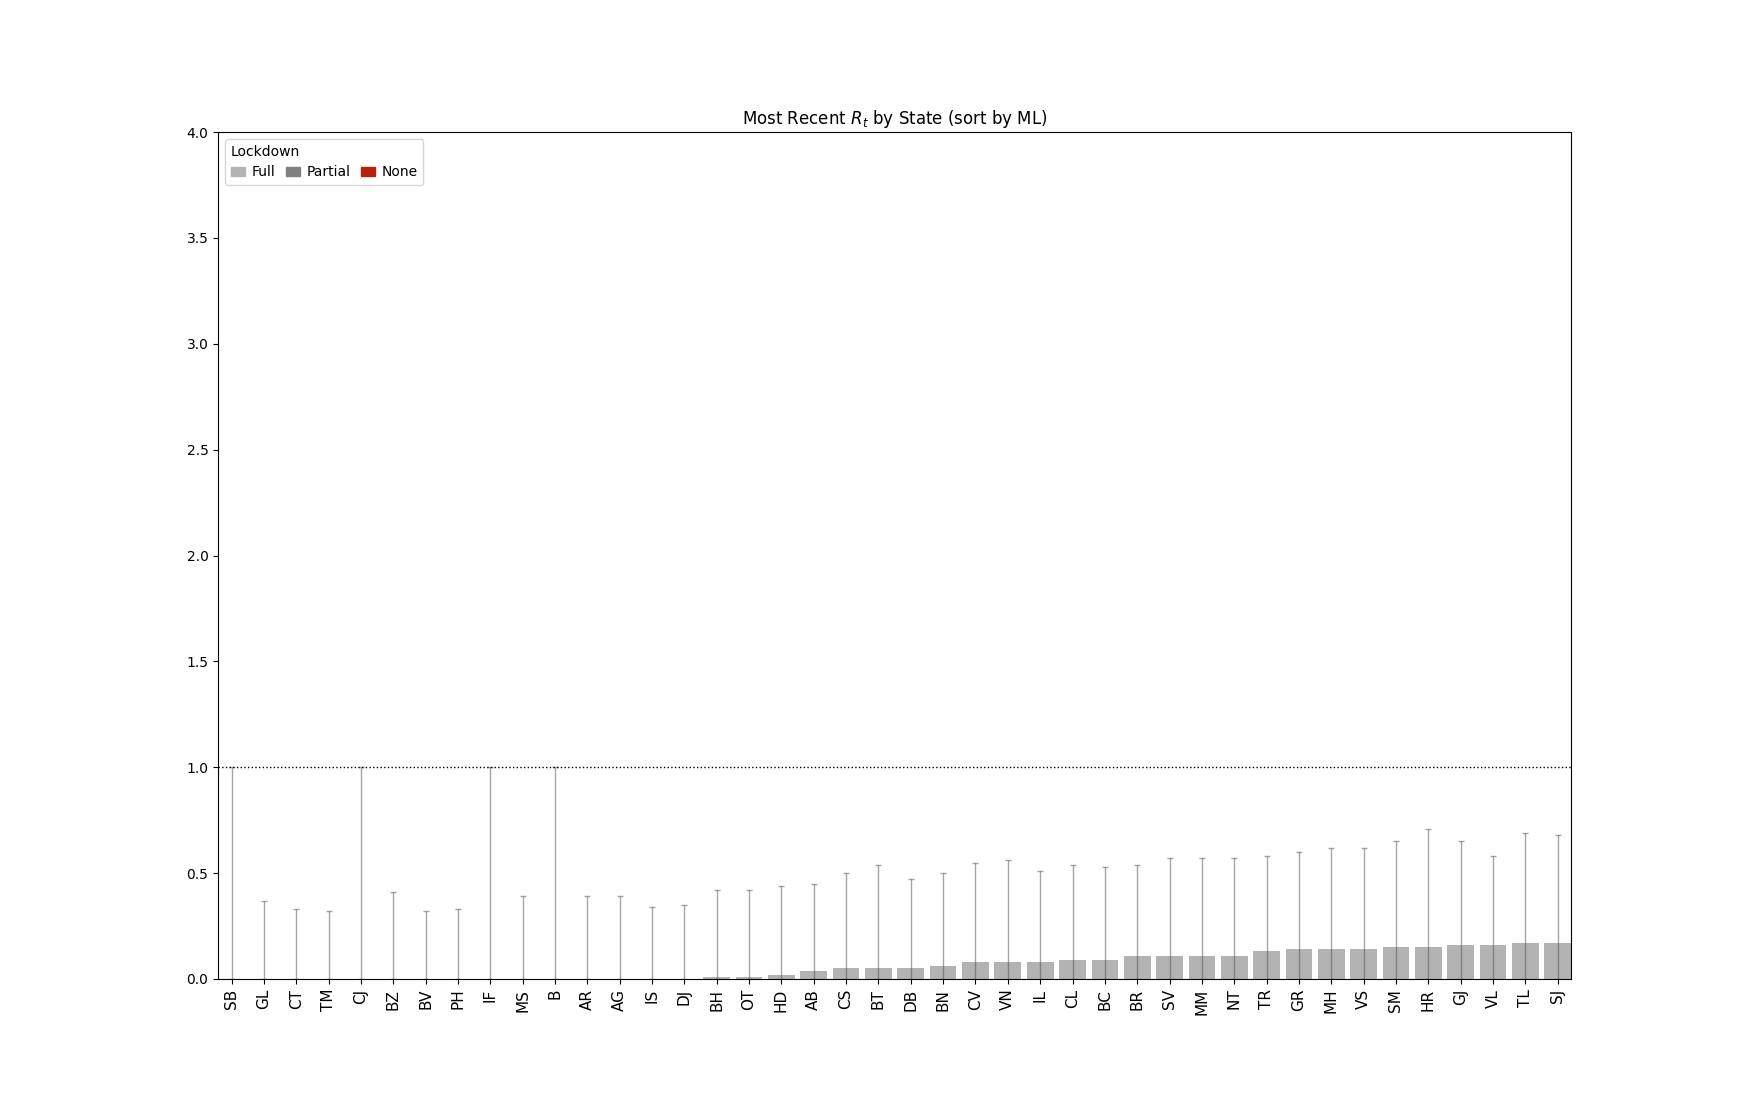 Most Recent Rt by State (sort by ML)
4.0
Lockdown
Full Partial None
3.5
3.0
2.5
2.0
1.5
1.0
0.5
0.0
SB GL CT TM CJ BZ BV PH IF MS B AR AG IS DJ BH OT HD AB CS BT DB BN CV VN IL CL BC BR SV MM NT TR GR MH VS SM HR GJ VL TL SJ